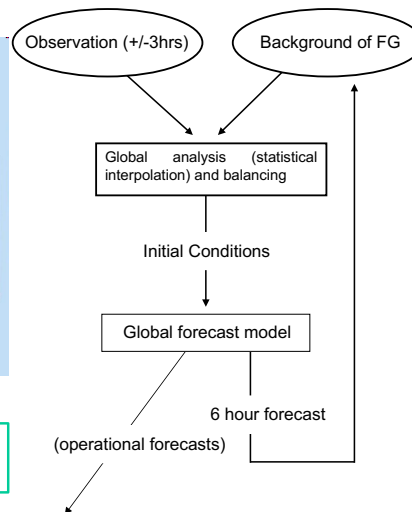 Observation (+/-3hrs)
Background of FG
Global analysis (statistical
interpolation) and balancing
Initial Conditions
Global forecast model
6 hour forecast
(operational forecasts)